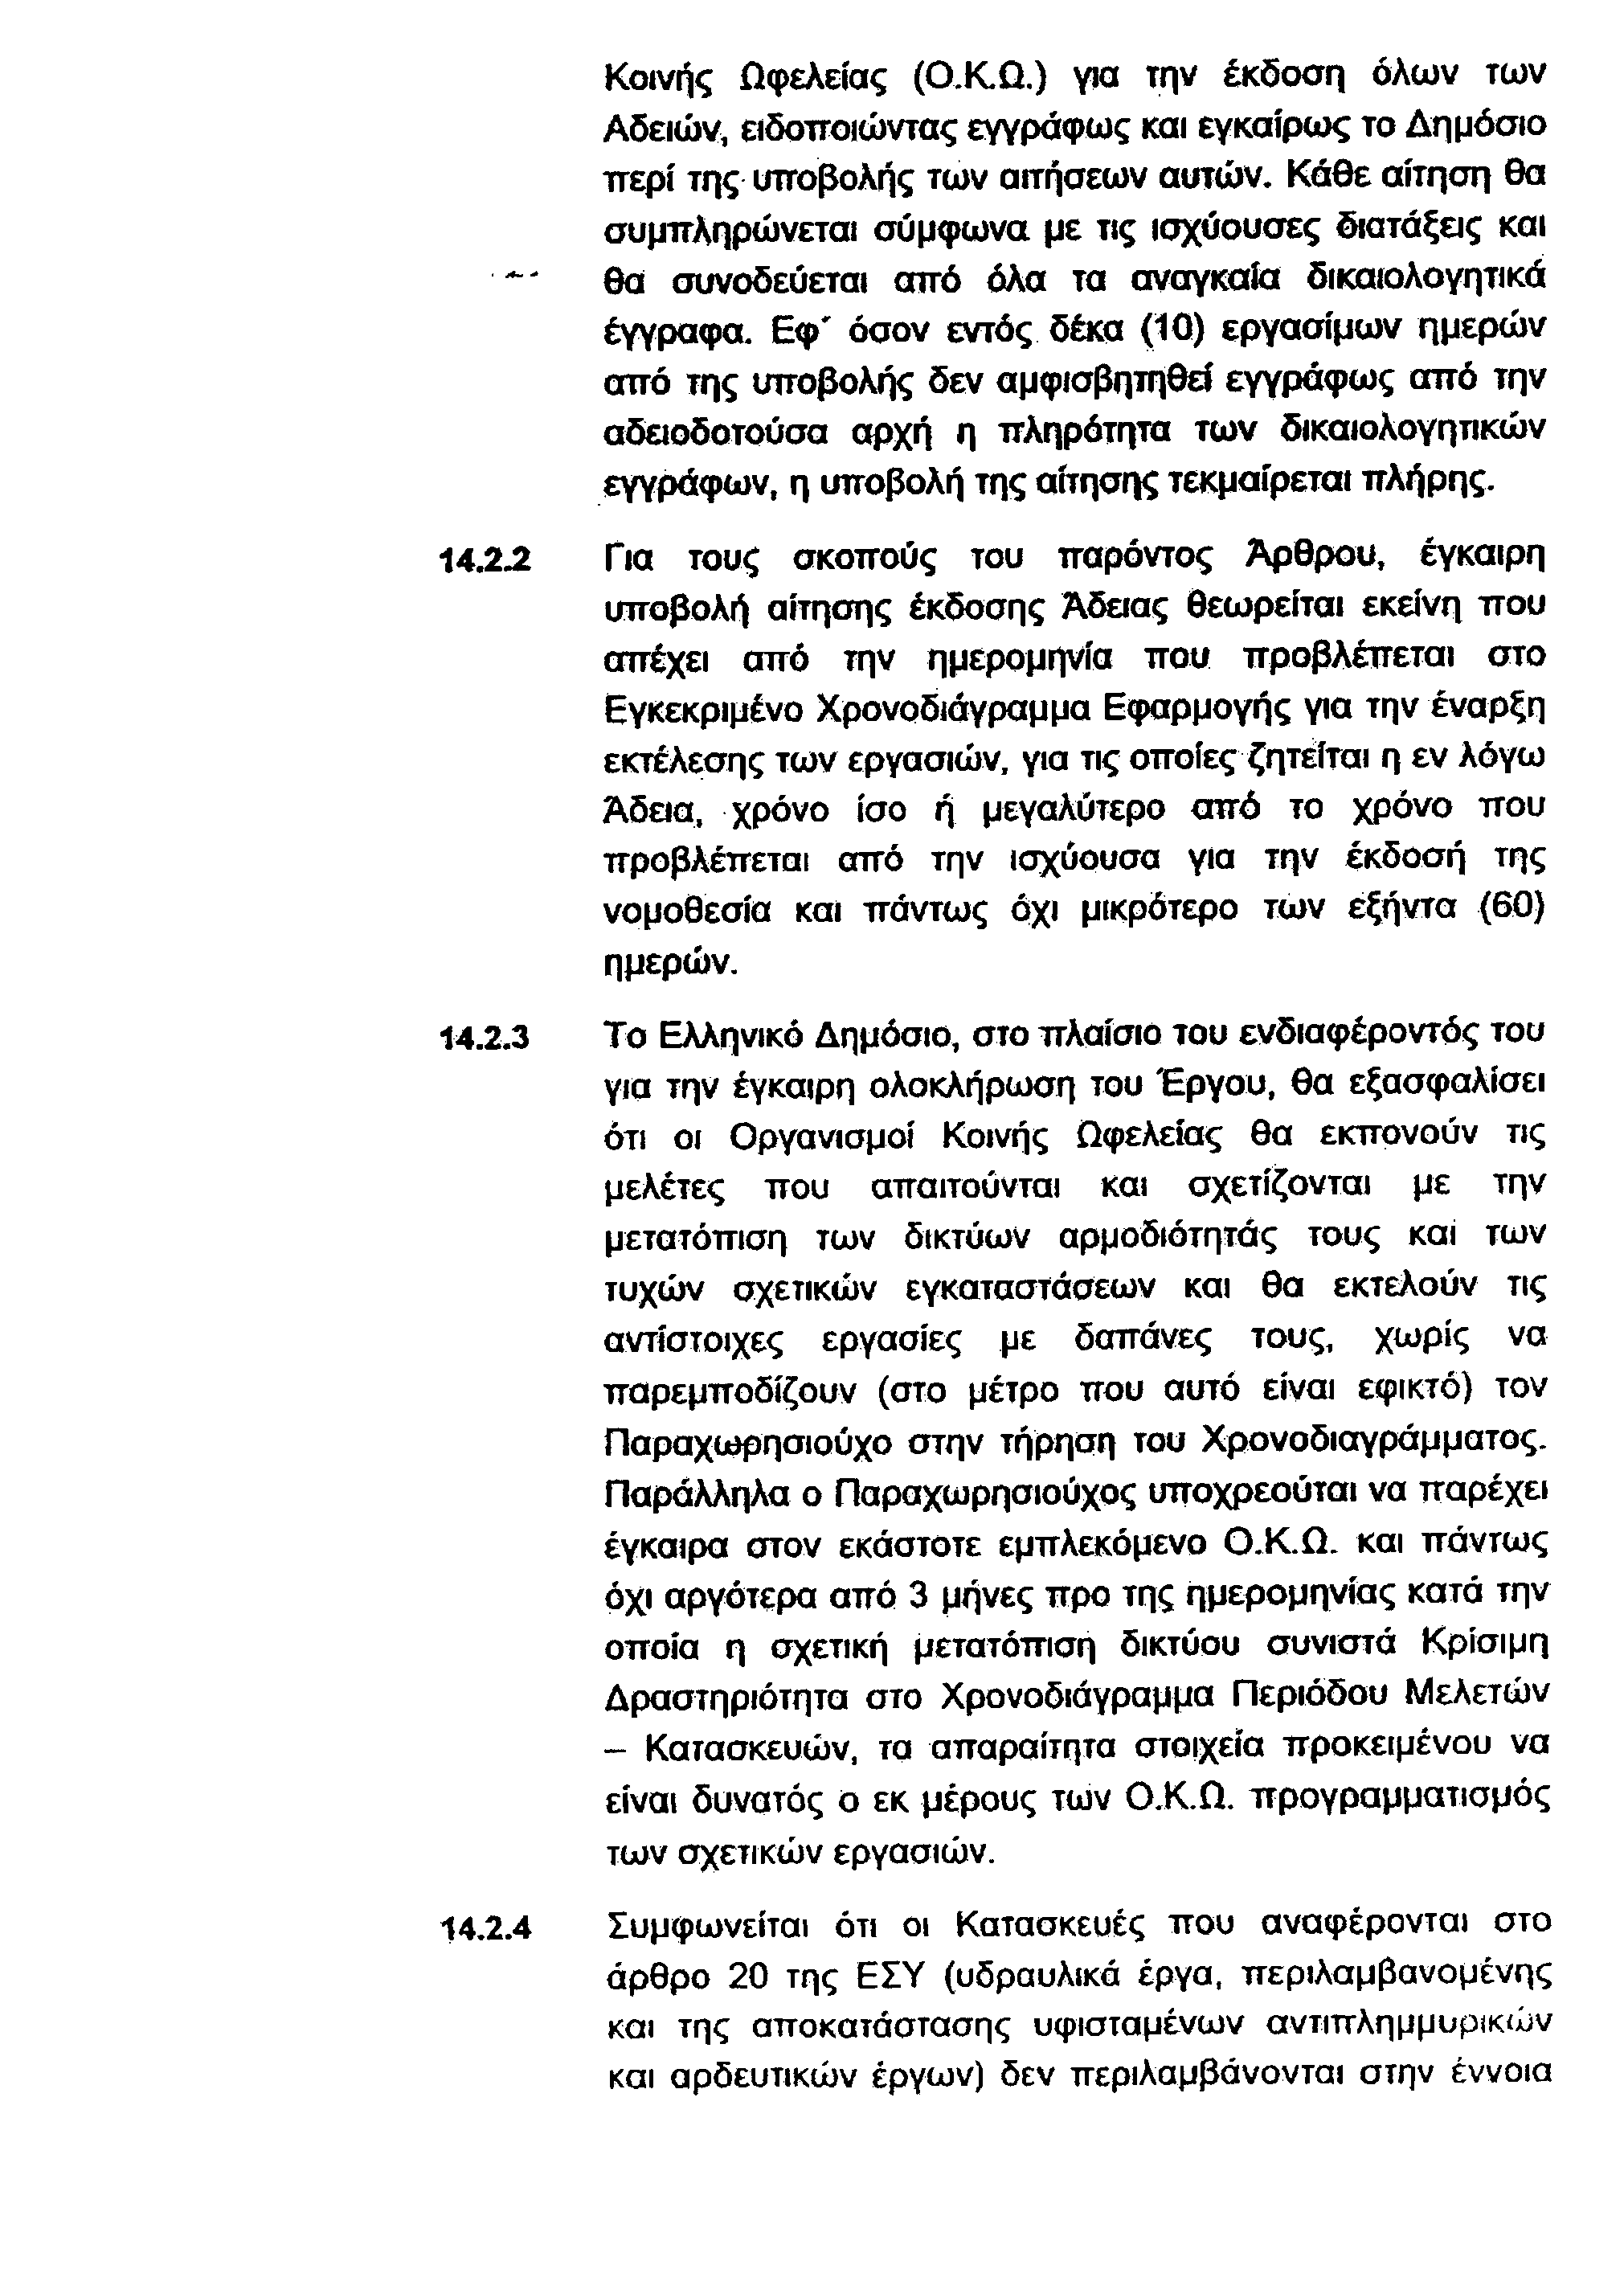 Κοινής Ωφελείας (Ο.Κ.Ω.) για την έκδοση όλων των
Αδειών, ειδοποιώντας εγγράφως και εγκαίρως το Δημόσιο
περί της υποβολής των αιτήσεων αυτών. Κάθε αίτηση θα
συμπληρώνεται σύμφωνα με τις ισχύουσες διατάξεις και
θα συνοδεύεται από όλα τα αναγκαία δικαιολογητικά
έγγραφα. Εφ΄ όσον εντός δέκα (10) εργασίμων ημερών
από της υποβολής δεν αμφισβητηθεί εγγράφως από την
αδειοδοτούσα αρχή η πληρότητα των δικαιολογητικών
εγγράφων, η υποβολή της αίτησης τεκμαίρεται πλήρης.
14.2.2 Για τους σκοπούς του παρόντος Άρθρου, έγκαιρη
υποβολή αίτησης έκδοσης Άδειας θεωρείται εκείνη που
απέχει από την ημερομηνία που προβλέπεται στο
Εγκεκριμένο Χρονοδιάγραμμα Εφαρμογής για την έναρξη
εκτέλεσης των εργασιών, για τις οποίες ζητείται η εν λόγω
Άδεια, χρόνο ίσο ή μεγαλύτερο από το χρόνο που
προβλέπεται από την ισχύουσα για την έκδοσή της
νομοθεσία και πάντως όχι μικρότερο των εξήντα (60)
ημερών.
14.2.3 Το Ελληνικό Δημόσιο, στο πλαίσιο του ενδιαφέροντός του
για την έγκαιρη ολοκλήρωση του Έργου, θα εξασφαλίσει
ότι οι Οργανισμοί Κοινής Ωφελείας θα εκπονούν τις
μελέτες που απαιτούνται και σχετίζονται με την
μετατόπιση των δικτύων αρμοδιότητάς τους και των
τυχών σχετικών εγκαταστάσεων και θα εκτελούν τις
αντίστοιχες εργασίες με δαπάνες τους, χωρίς να
παρεμποδίζουν (στο μέτρο που αυτό είναι εφικτό) τον
Παραχωρησιούχο στην τήρηση του Χρονοδιαγράμματος.
Παράλληλα ο Παραχωρησιούχος υποχρεούται να παρέχει
έγκαιρα στον εκάστοτε εμπλεκόμενο Ο.Κ.Ω. και πάντως
όχι αργότερα από 3 μήνες προ της ημερομηνίας κατά την
οποία η σχετική μετατόπιση δικτύου συνιστά Κρίσιμη
Δραστηριότητα στο Χρονοδιάγραμμα Περιόδου Μελετών
– Κατασκευών, τα απαραίτητα στοιχεία προκειμένου να
είναι δυνατός ο εκ μέρους των Ο.Κ.Ω. προγραμματισμός
των σχετικών εργασιών.
14.2.4 Συμφωνείται ότι οι Κατασκευές που αναφέρονται στο
άρθρο 20 της ΕΣΥ (υδραυλικά έργα, περιλαμβανομένης
και της αποκατάστασης υφισταμένων αντιπλημμυρικών
και αρδευτικών έργων) δεν περιλαμβάνονται στην έννοια